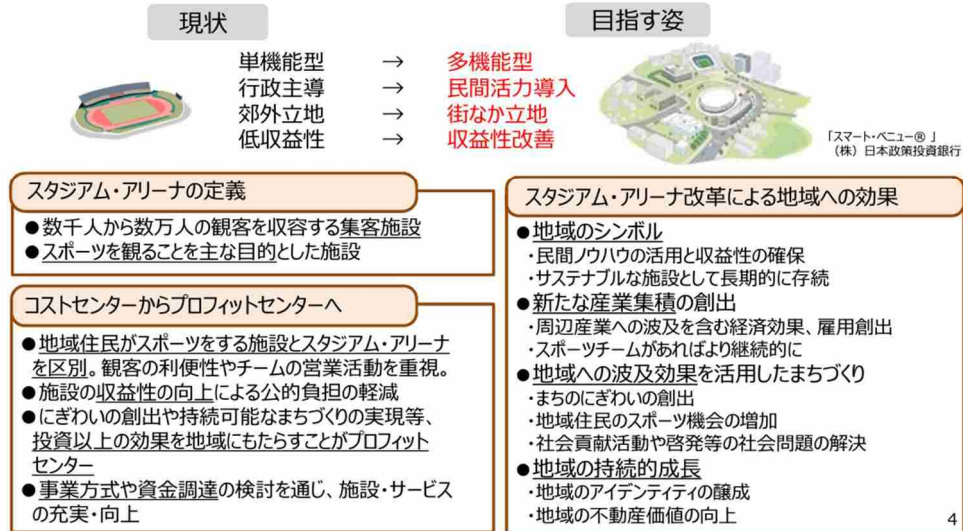 現状
目指す姿
単機能型 → 多機能型
行政主導 → 民間活力導入
郊外立地 → 街なか立地
低収益性 → 収益性改善
「スマート・ベニュー® 」
(株) 日本政策投資銀行
スタジアム・アリーナの定義
●数千人から数万人の観客を収容する集客施設
●スポーツを観ることを主な目的とした施設
コストセンターからプロフィットセンターへ
●地域住民がスポーツをする施設とスタジアム・アリーナ
を区別。観客の利便性やチームの営業活動を重視。
●施設の収益性の向上による公的負担の軽減
●にぎわいの創出や持続可能なまちづくりの実現等、
投資以上の効果を地域にもたらすことがプロフィット
センター
●事業方式や資金調達の検討を通じ、施設・サービス
の充実・向上
スタジアム・アリーナ改革による地域への効果
●地域のシンボル
・民間ノウハウの活用と収益性の確保
・サステナブルな施設として長期的に存続
●新たな産業集積の創出
・周辺産業への波及を含む経済効果、雇用創出
・スポーツチームがあればより継続的に
●地域への波及効果を活用したまちづくり
・まちのにぎわいの創出
・地域住民のスポーツ機会の増加
・社会貢献活動や啓発等の社会問題の解決
●地域の持続的成長
・地域のアイデンティティの醸成
・地域の不動産価値の向上
4